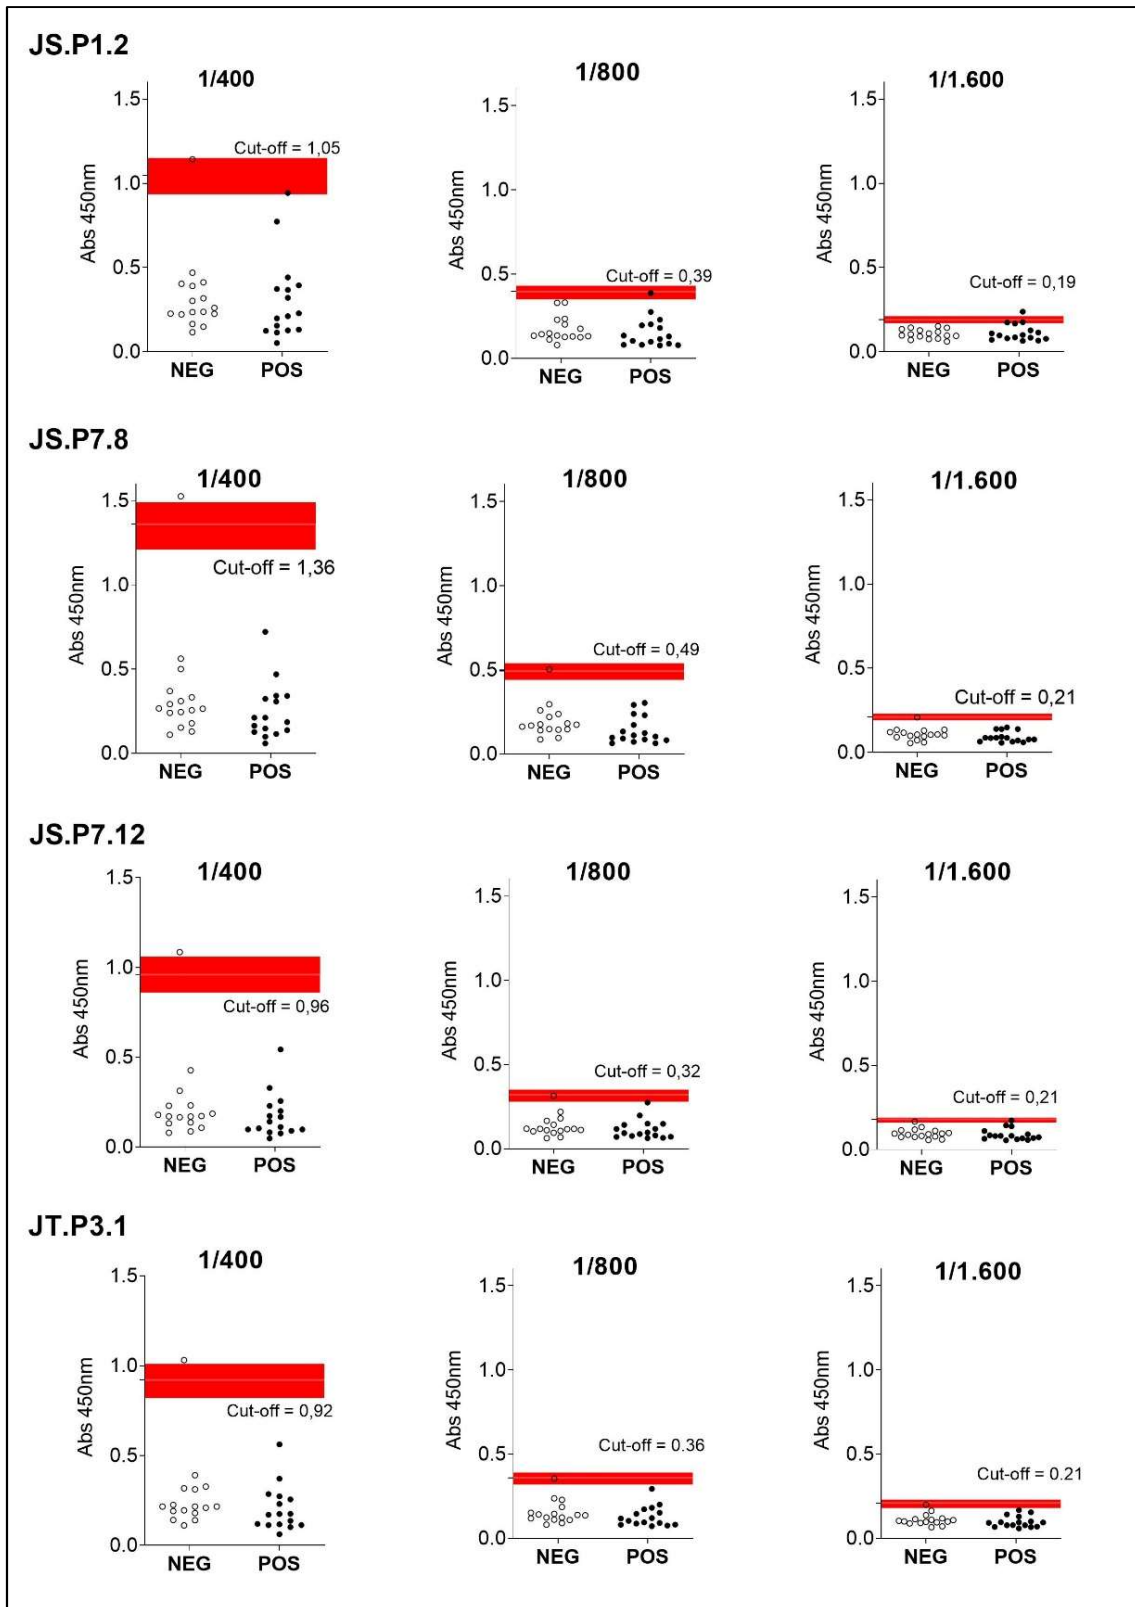 JS.P1.2
1/400
1/800
1/1.600
Abs 450nm
1.5
1.0
0.5
0.0
Cut-off = 1,05
NEG
POS
Abs 450nm
1.5
1.0
0.5
0.0
Cut-off = 0,39
NEG
POS
Abs 450nm
1.5
1.0
0.5
0.0
Cut-off = 0,19
NEG
POS
JS.P7.8
1/400
1/800
1/1.600
Abs 450nm
1.5
1.0
0.5
0.0
Cut-off = 1,36
NEG
POS
Abs 450nm
1.5
1.0
0.5
0.0
Cut-off = 0,49
NEG
POS
Abs 450nm
1.5
1.0
0.5
0.0
Cut-off = 0,21
NEG
POS
JS.P7.12
1/400
1/800
1/1.600
Abs 450nm
1.5
1.0
0.5
0.0
Cut-off = 0,96
NEG
POS
Abs 450nm
1.5
1.0
0.5
0.0
Cut-off = 0,32
NEG
POS
Abs 450nm
1.5
1.0
0.5
0.0
Cut-off = 0,21
NEG
POS
JT.P3.1
1/400
1/800
1/1.600
Abs 450nm
1.5
1.0
0.5
0.0
Cut-off = 0,92
NEG
POS
Abs 450nm
1.5
1.0
0.5
0.0
Cut-off = 0.36
NEG
POS
Abs 450nm
1.5
1.0
0.5
0.0
Cut-off = 0.21
NEG
POS